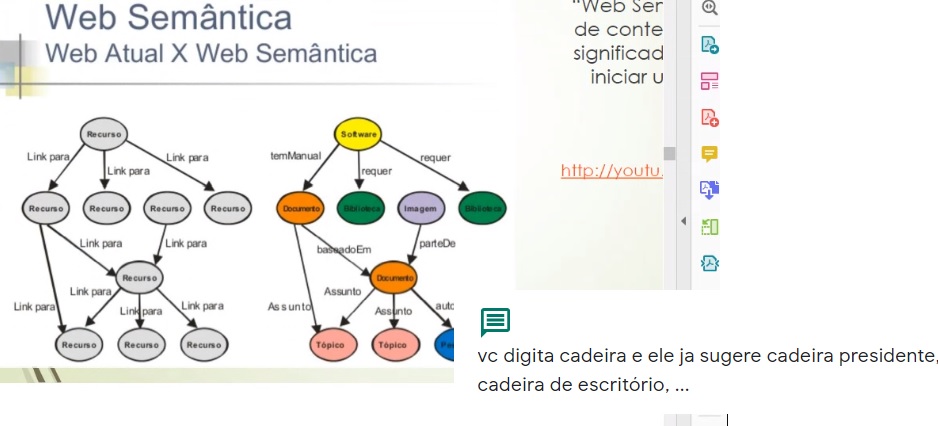 Web Semântica
Web Atual X Web Semântica
Recurso
Link para
Link para
Link para
Recurso
Recurso
Recurso
Recurso
Link para
Link para
Recurso
Link para
Link para
Link para
Link para
Recurso
Recurso
Recurso
Software
temManual
requer
requer
Documento
Biblioteca
Imagem
Biblioteca
baseadoEm
parteDe
Documento
Assunto
Assunto
Assunto
auto
Tópico
Tópico
Pe
"Web Ser
de conte
significad
iniciar u
http://youtu.
vc digita cadeira e ele ja sugere cadeira presidente,
cadeira de escritório, ...